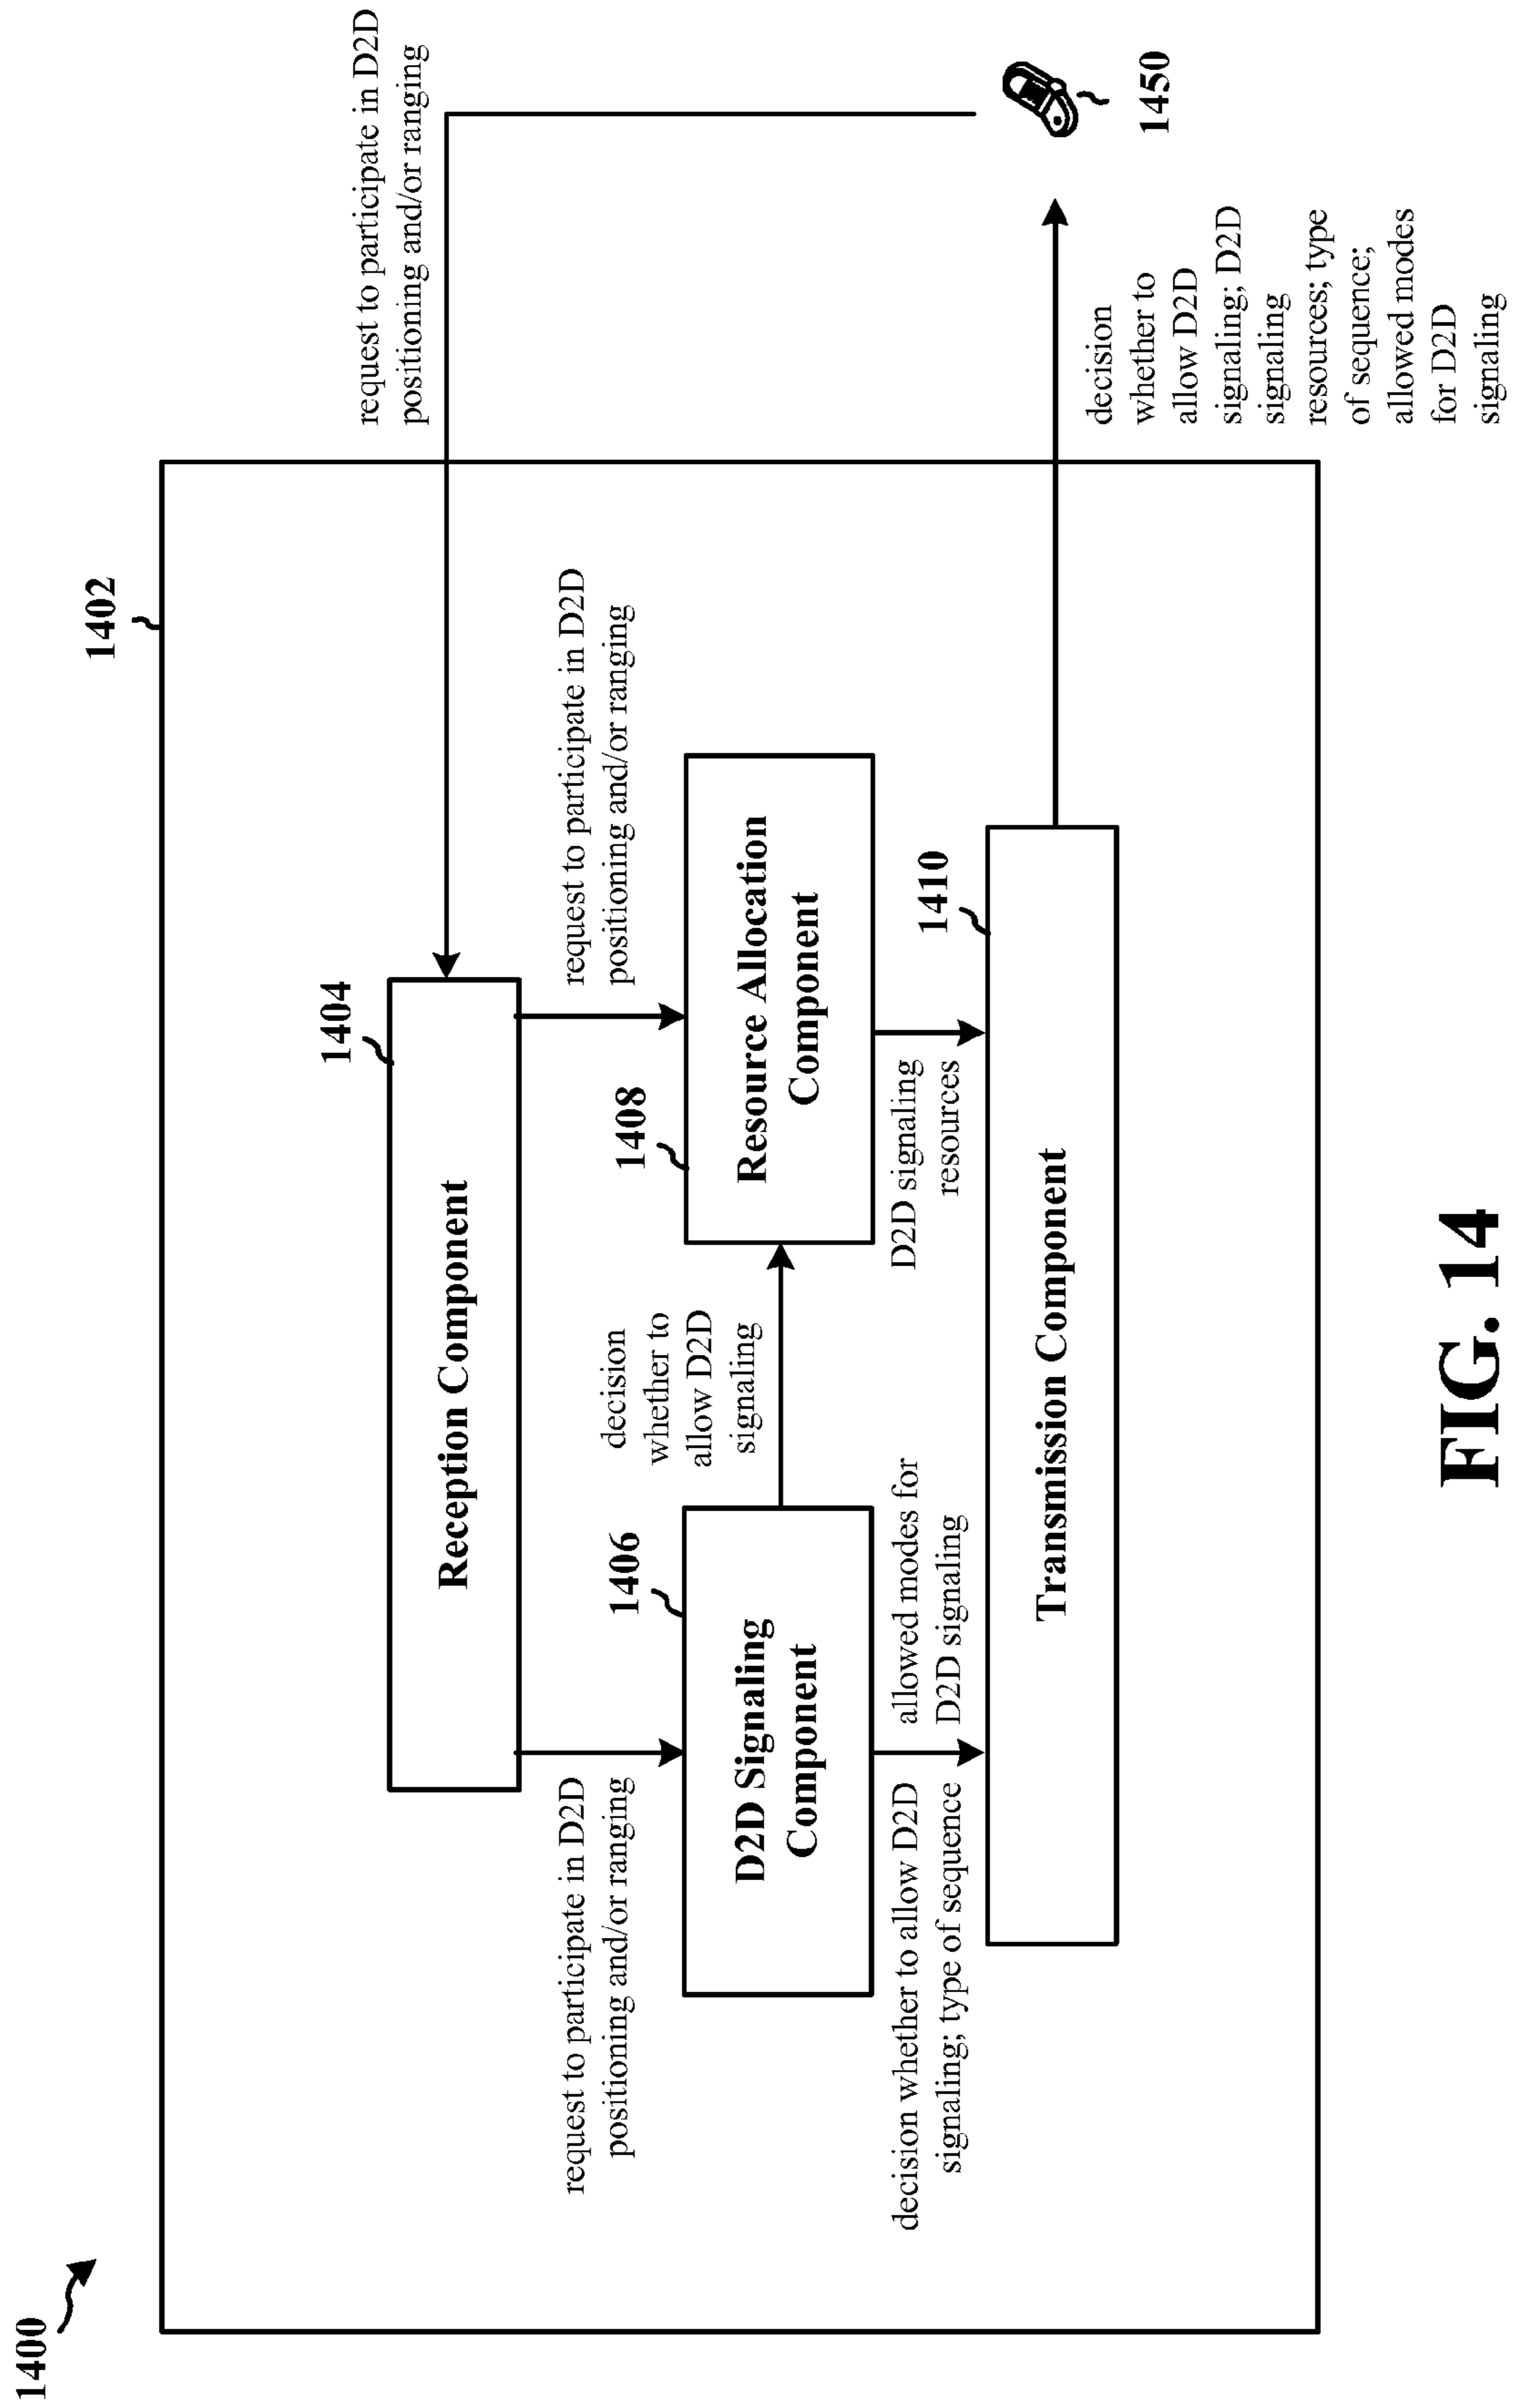 1400
1402
request to participate in D2D
positioning and/or ranging
1404
Reception Component
request to participate in D2D
positioning and/or ranging
request to participate in D2D
positioning and/or ranging
1406
D2D Signaling
Component
decision
whether to
allow D2D
signaling
1408
Resource Allocation
Component
decision whether to allow D2D
signaling; type of sequence
allowed modes for
D2D signaling
D2D signaling
resources
1410
Transmission Component
1450
decision
whether to
allow D2D
signaling; D2D
signaling
resources; type
of sequence;
allowed modes
for D2D
signaling
FIG. 14